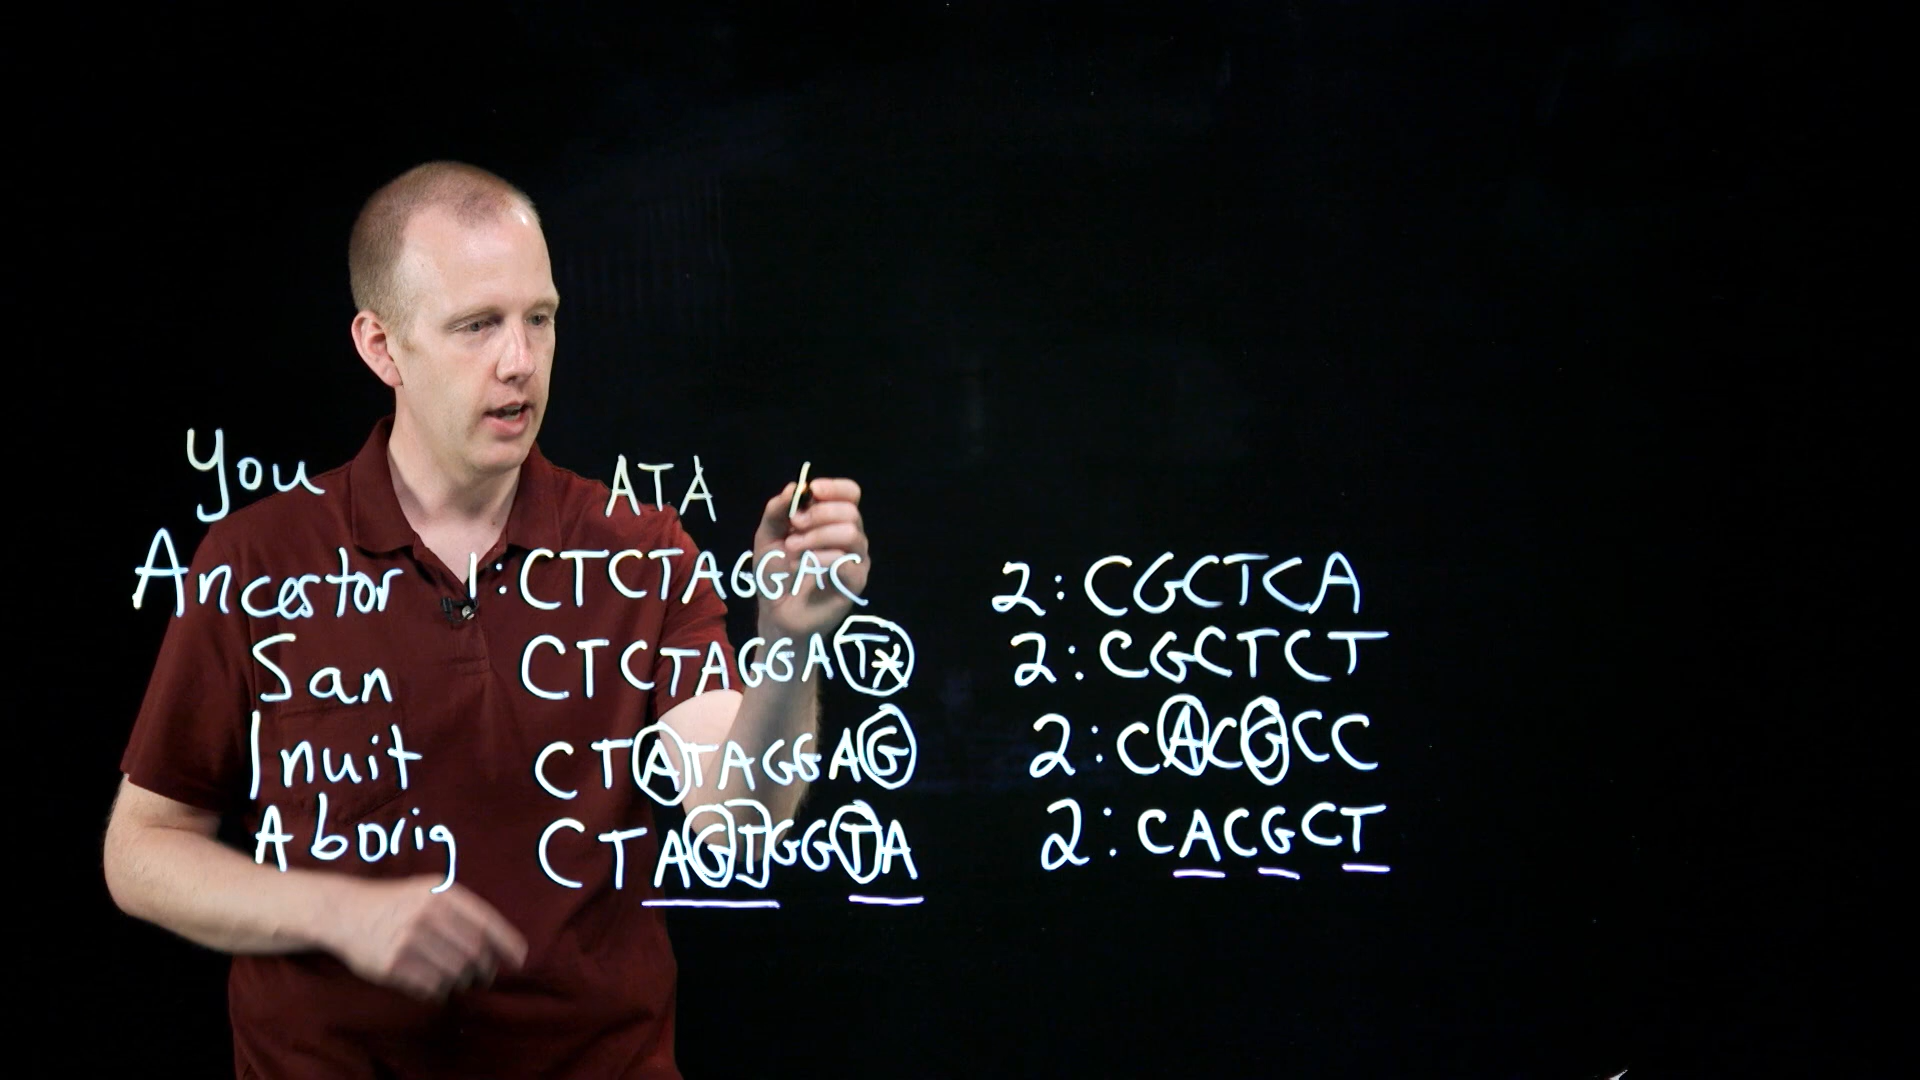 You ATA
Ancestor 1: CTCTAGGAC 2: CGCTCA
San CTCTAGGAT* 2: CGCTCT
Inuit CTATAGGAG 2: CACGCC
Aborig CTAGTGGTA 2: CACGCT